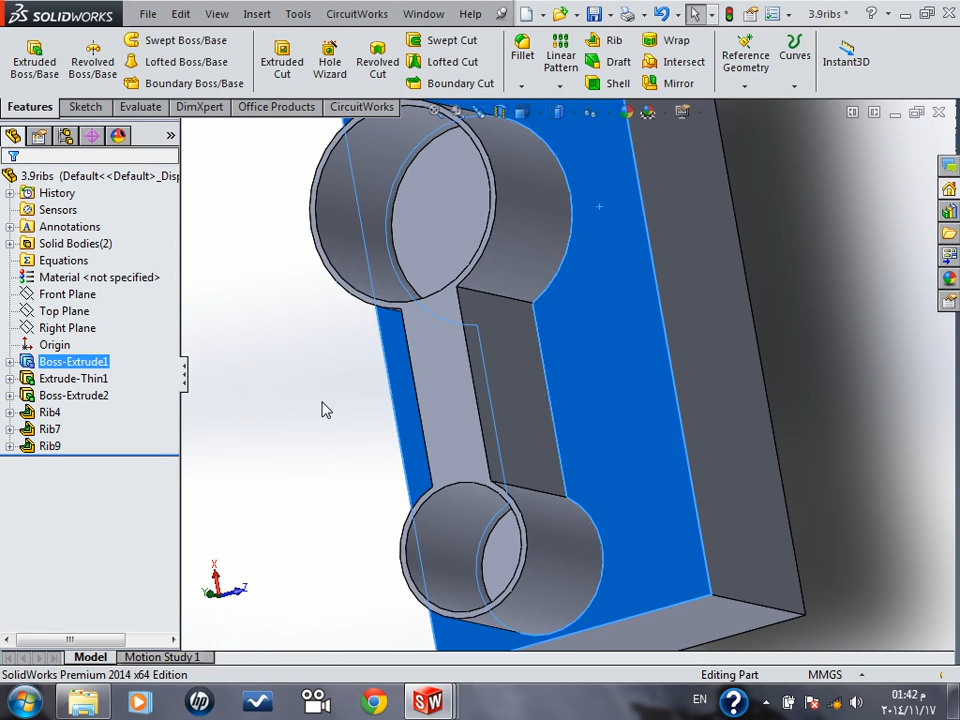 SOLIDWORKS File Edit View Insert Tools CircuitWorks Window Help 3.9ribs *
Extruded Boss/Base
Revolved Boss/Base
Swept Boss/Base
Lofted Boss/Base
Boundary Boss/Base
Extruded Cut
Hole Wizard
Revolved Cut
Swept Cut
Lofted Cut
Boundary Cut
Fillet
Linear Pattern
Rib
Draft
Shell
Wrap
Intersect
Mirror
Reference Geometry
Curves
Instant3D
Features Sketch Evaluate DimXpert Office Products CircuitWorks
3.9ribs (Default<<Default>_Disp
History
Sensors
Annotations
Solid Bodies(2)
Equations
Material <not specified>
Front Plane
Top Plane
Right Plane
Origin
Boss-Extrude1
Extrude-Thin1
Boss-Extrude2
Rib4
Rib7
Rib9
X
Y Z
Model Motion Study 1
SolidWorks Premium 2014 x64 Edition Editing Part MMGS
EN 01:42 م
٢٠١٤/١١/١٧